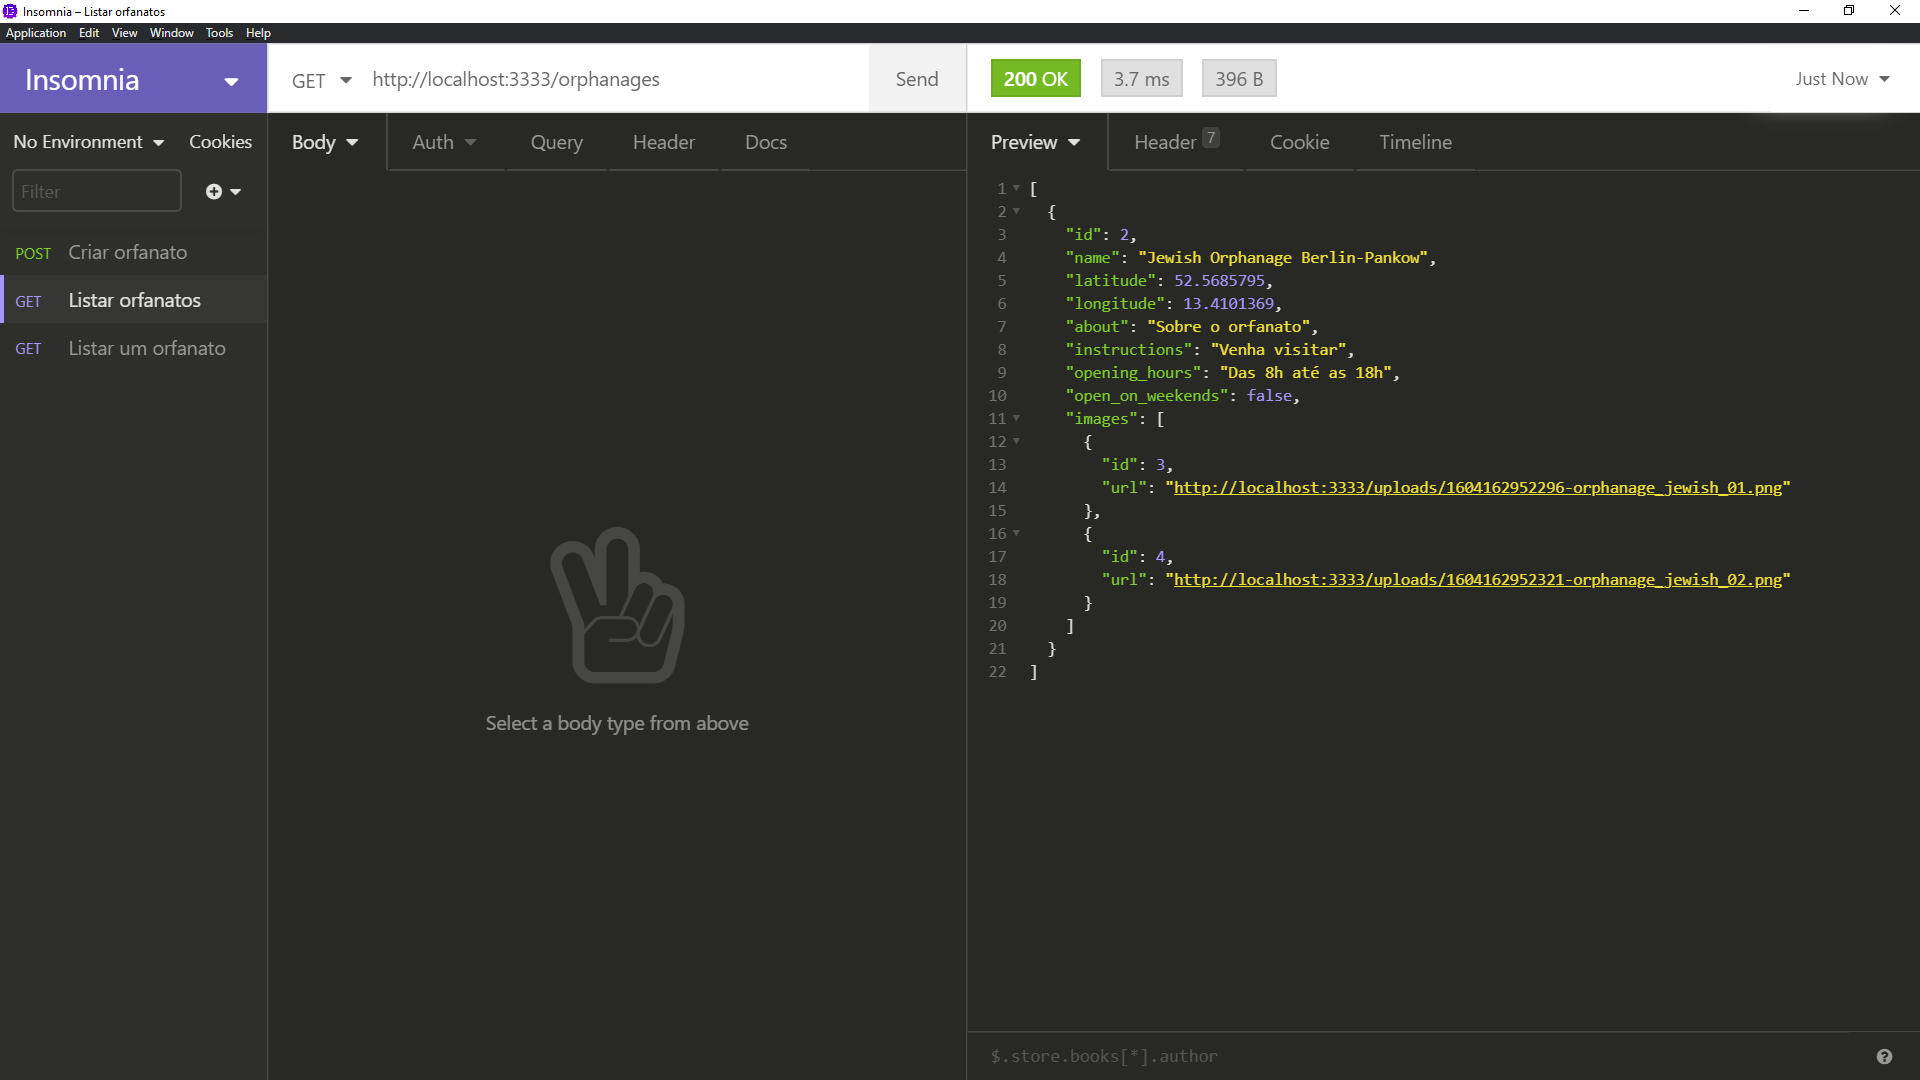 Insomnia – Listar orfanatos
Application Edit View Window Tools Help
Insomnia
GET http://localhost:3333/orphanages Send
200 OK 3.7 ms 396 B Just Now
No Environment Cookies
Body Auth Query Header Docs
Preview Header 7 Cookie Timeline
Filter
POST Criar orfanato
GET Listar orfanatos
GET Listar um orfanato
Select a body type from above
1 [
2 {
3 "id": 2,
4 "name": "Jewish Orphanage Berlin-Pankow",
5 "latitude": 52.5685795,
6 "longitude": 13.4101369,
7 "about": "Sobre o orfanato",
8 "instructions": "Venha visitar",
9 "opening_hours": "Das 8h até as 18h",
10 "open_on_weekends": false,
11 "images": [
12 {
13 "id": 3,
14 "url": "http://localhost:3333/uploads/1604162952296-orphanage_jewish_01.png"
15 },
16 {
17 "id": 4,
18 "url": "http://localhost:3333/uploads/1604162952321-orphanage_jewish_02.png"
19 }
20 ]
21 }
22 ]
$.store.books[*].author